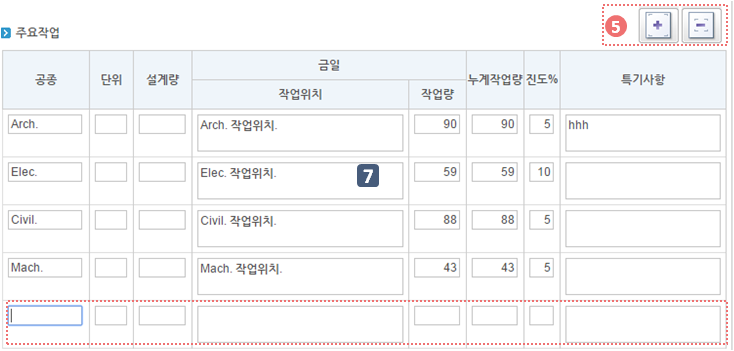 5
주요작업
공종 단위 설계량 금일 누계작업량 진도% 특기사항
작업위치 작업량
Arch. Arch. 작업위치. 90 90 5 hhh
Elec. Elec. 작업위치. 7 59 59 10
Civil. Civil. 작업위치. 88 88 5
Mach. Mach. 작업위치. 43 43 5